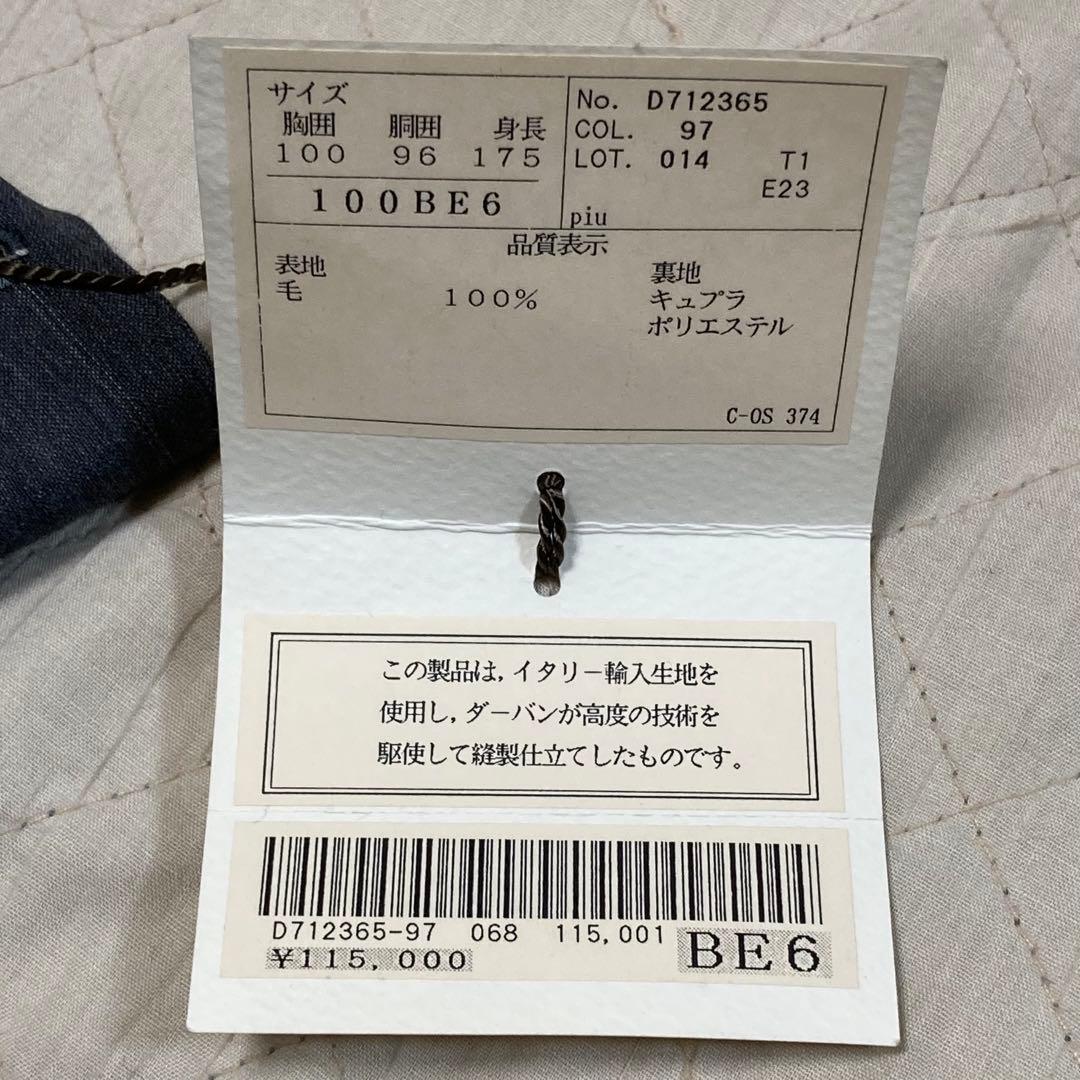 サイズ
胸囲 胴囲 身長
100 96 175
100BE6
No. D712365
COL. 97
LOT. 014 T1
E23
piu
品質表示
表地
毛 100%
裏地
キュプラ
ポリエステル
C-OS 374
この製品は,イタリー輸入生地を
使用し,ダーバンが高度の技術を
駆使して縫製仕立てしたものです。
D712365-97 068 115,001
¥115,000
BE6